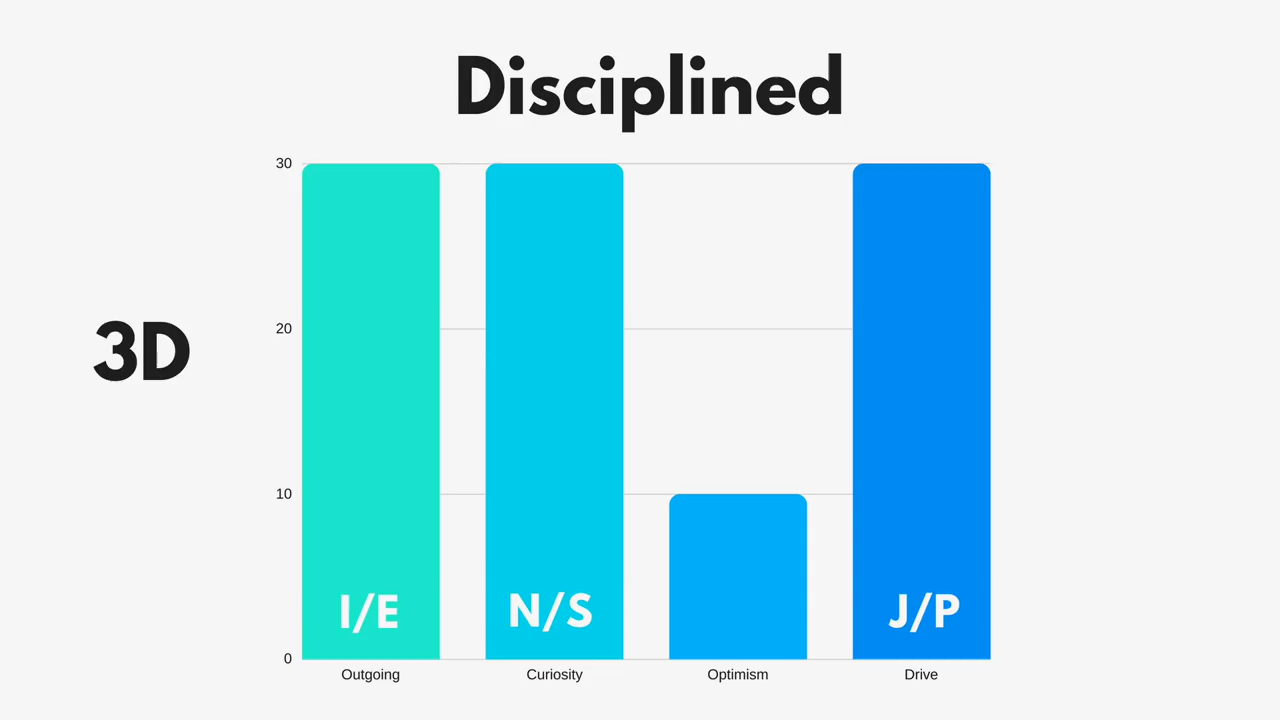 Disciplined
3D
30
20
10
0
I/E
N/S
J/P
Outgoing
Curiosity
Optimism
Drive